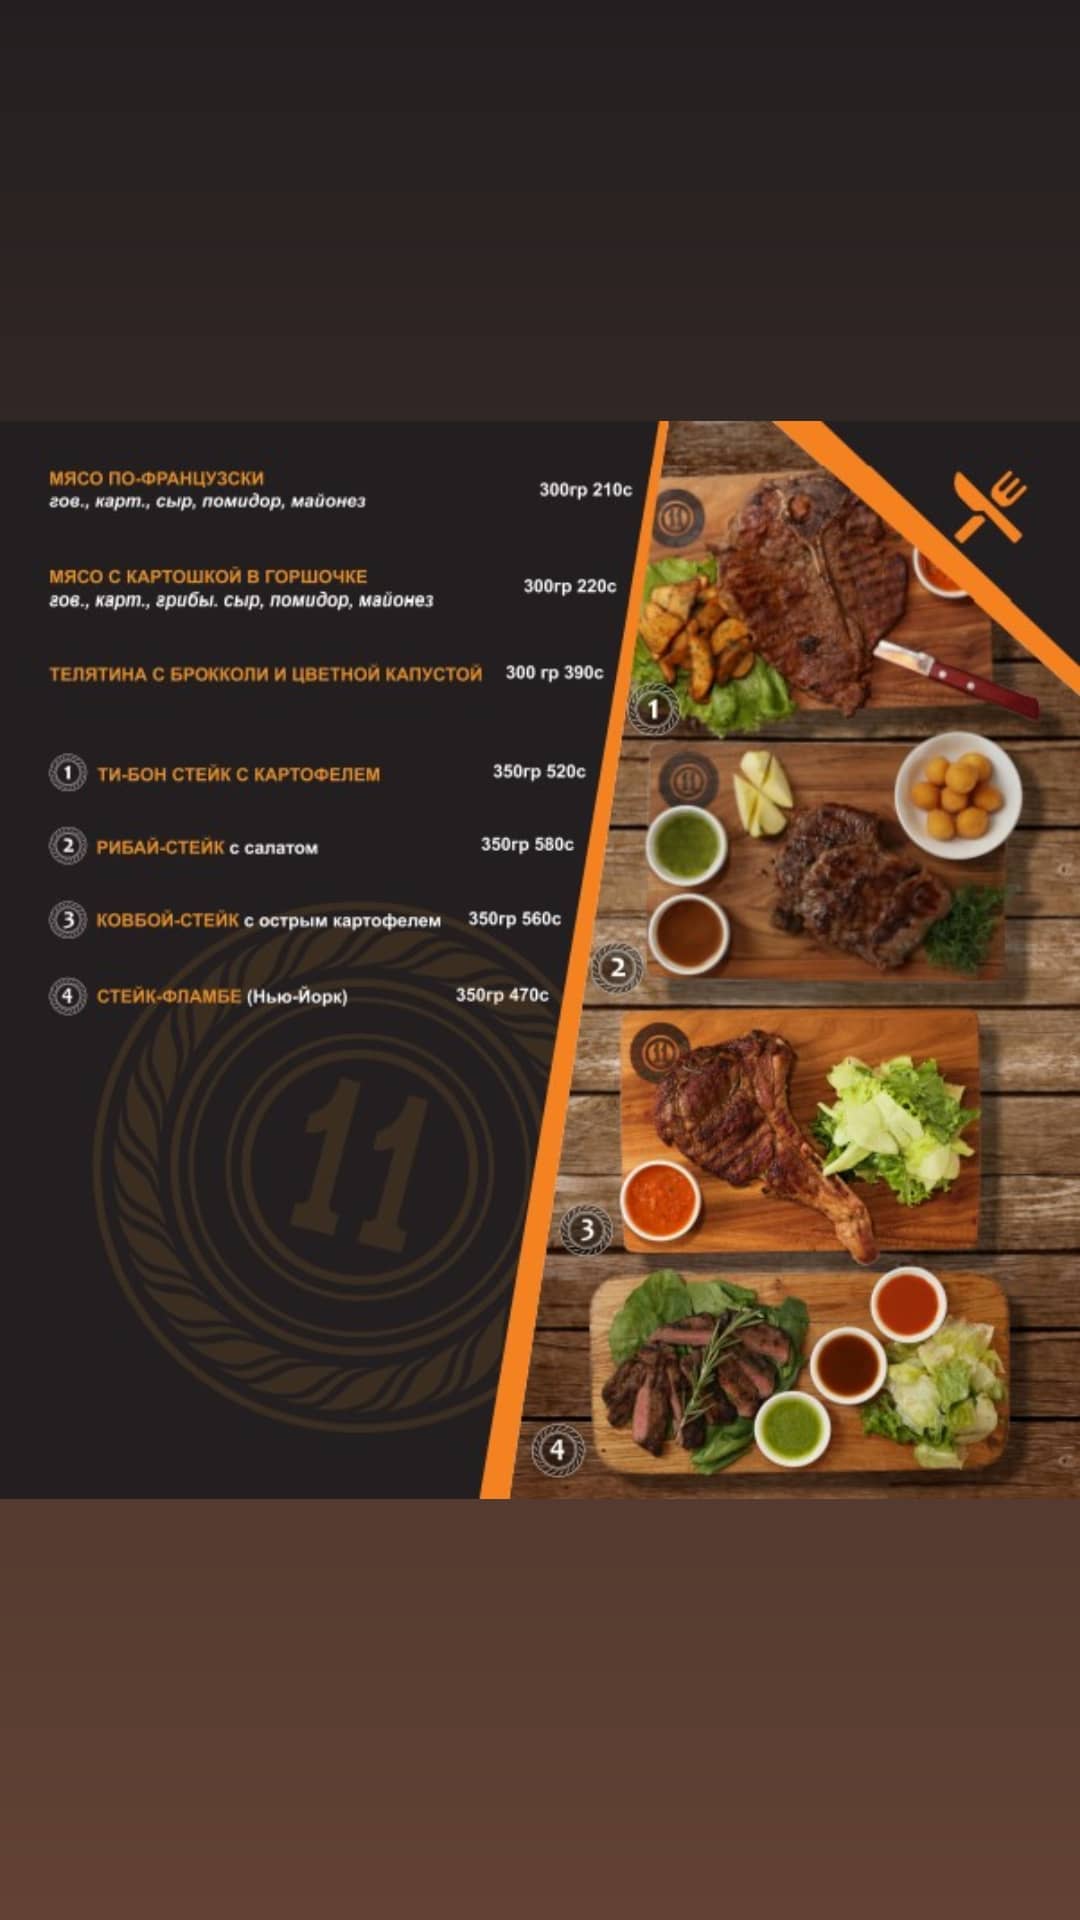 МЯСО ПО-ФРАНЦУЗСКИ
гов., карт., сыр, помидор, майонез
300гр 210с
МЯСО С КАРТОШКОЙ В ГОРШОЧКЕ
гов., карт., грибы. сыр, помидор, майонез
300гр 220с
ТЕЛЯТИНА С БРОККОЛИ И ЦВЕТНОЙ КАПУСТОЙ 300 гр 390с
1 ТИ-БОН СТЕЙК С КАРТОФЕЛЕМ 350гр 520с
2 РИБАЙ-СТЕЙК с салатом 350гр 580с
3 КОВБОЙ-СТЕЙК с острым картофелем 350гр 560с
4 СТЕЙК-ФЛАМБЕ (Нью-Йорк) 350гр 470с
11
11
1
11
2
11
3
4